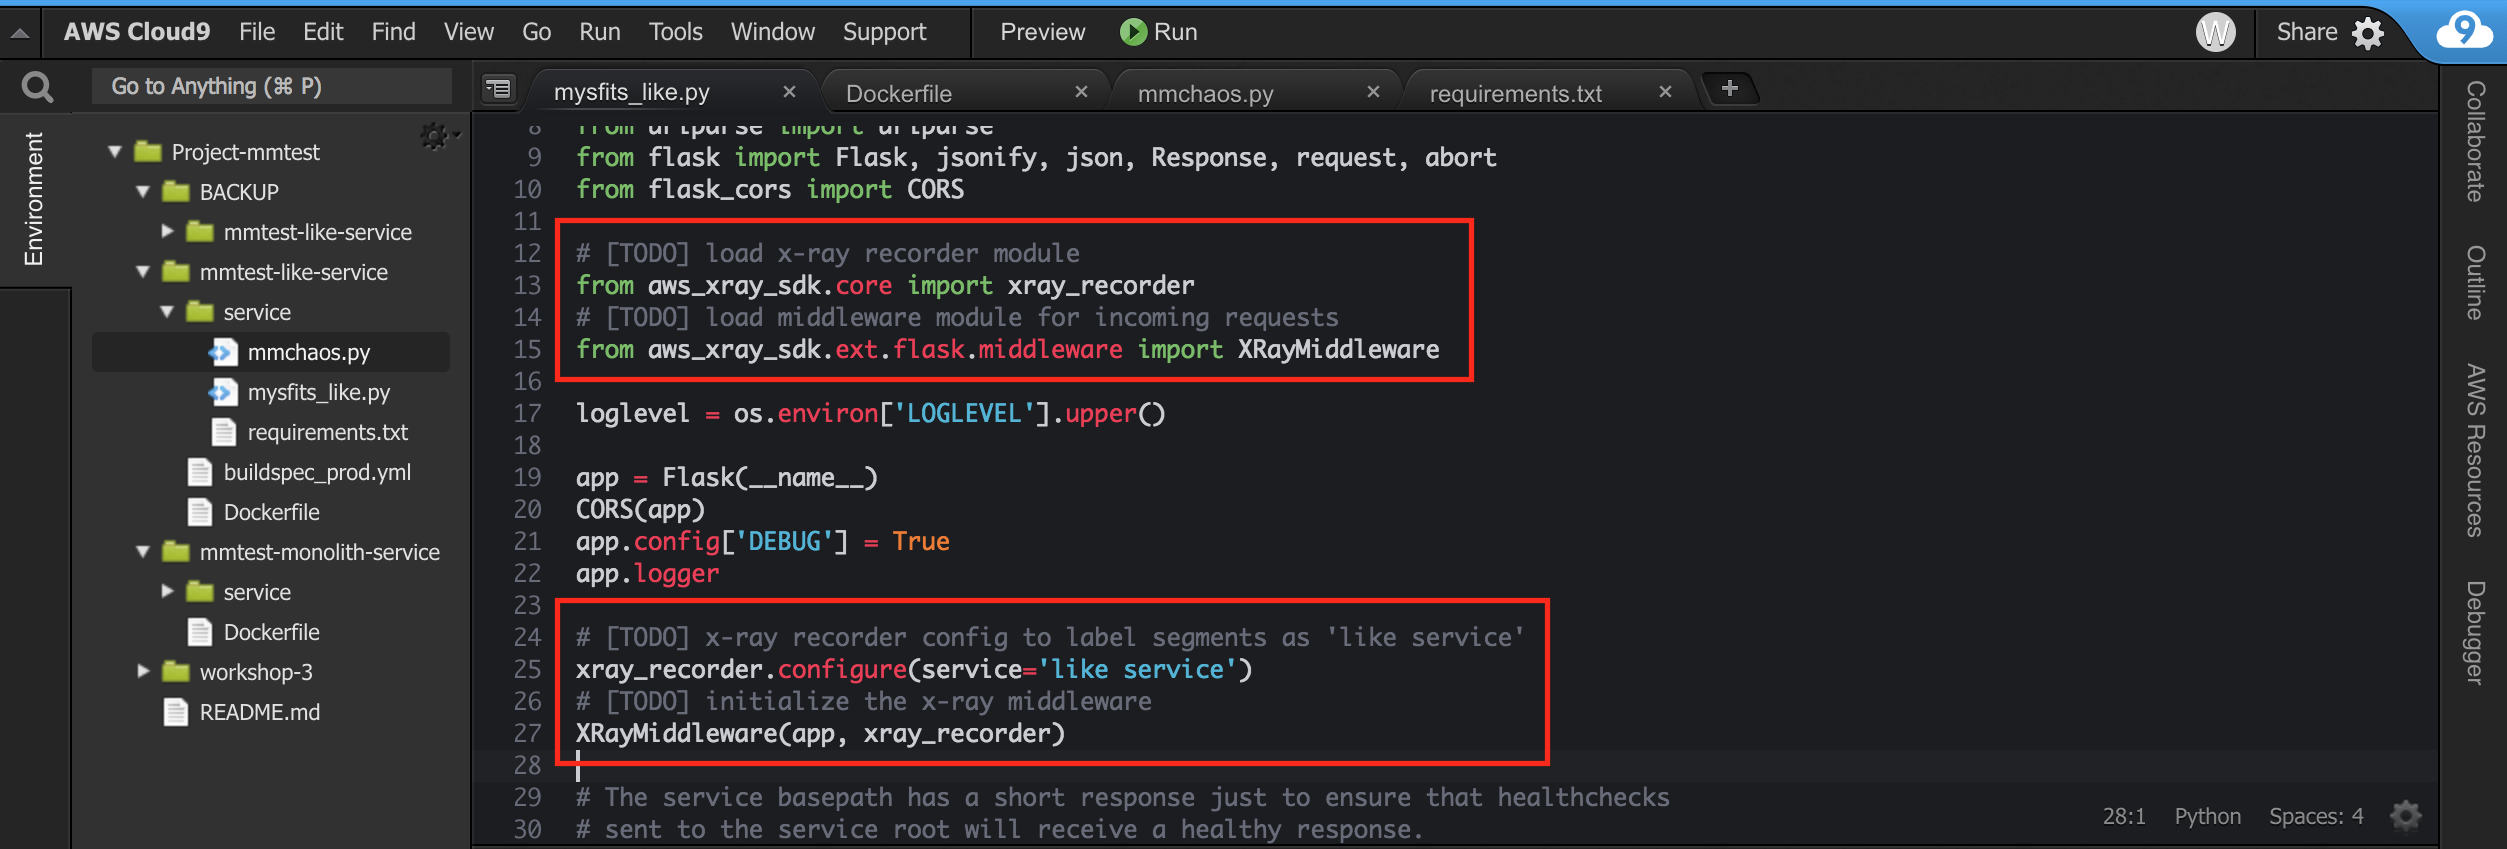 AWS Cloud9 File Edit Find View Go Run Tools Window Support Preview Run W Share 9
Go to Anything (⌘ P)
mysfits_like.py × Dockerfile × mmchaos.py × requirements.txt × +
Environment
Project-mmtest
BACKUP
mmtest-like-service
mmtest-like-service
service
mmchaos.py
mysfits_like.py
requirements.txt
buildspec_prod.yml
Dockerfile
mmtest-monolith-service
service
Dockerfile
workshop-3
README.md
8 from urlparse import urlparse
9 from flask import Flask, jsonify, json, Response, request, abort
10 from flask_cors import CORS
11
12 # [TODO] load x-ray recorder module
13 from aws_xray_sdk.core import xray_recorder
14 # [TODO] load middleware module for incoming requests
15 from aws_xray_sdk.ext.flask.middleware import XRayMiddleware
16
17 loglevel = os.environ['LOGLEVEL'].upper()
18
19 app = Flask(__name__)
20 CORS(app)
21 app.config['DEBUG'] = True
22 app.logger
23
24 # [TODO] x-ray recorder config to label segments as 'like service'
25 xray_recorder.configure(service='like service')
26 # [TODO] initialize the x-ray middleware
27 XRayMiddleware(app, xray_recorder)
28
29 # The service basepath has a short response just to ensure that healthchecks
30 # sent to the service root will receive a healthy response.
28:1 Python Spaces: 4
Collaborate
Outline
AWS Resources
Debugger